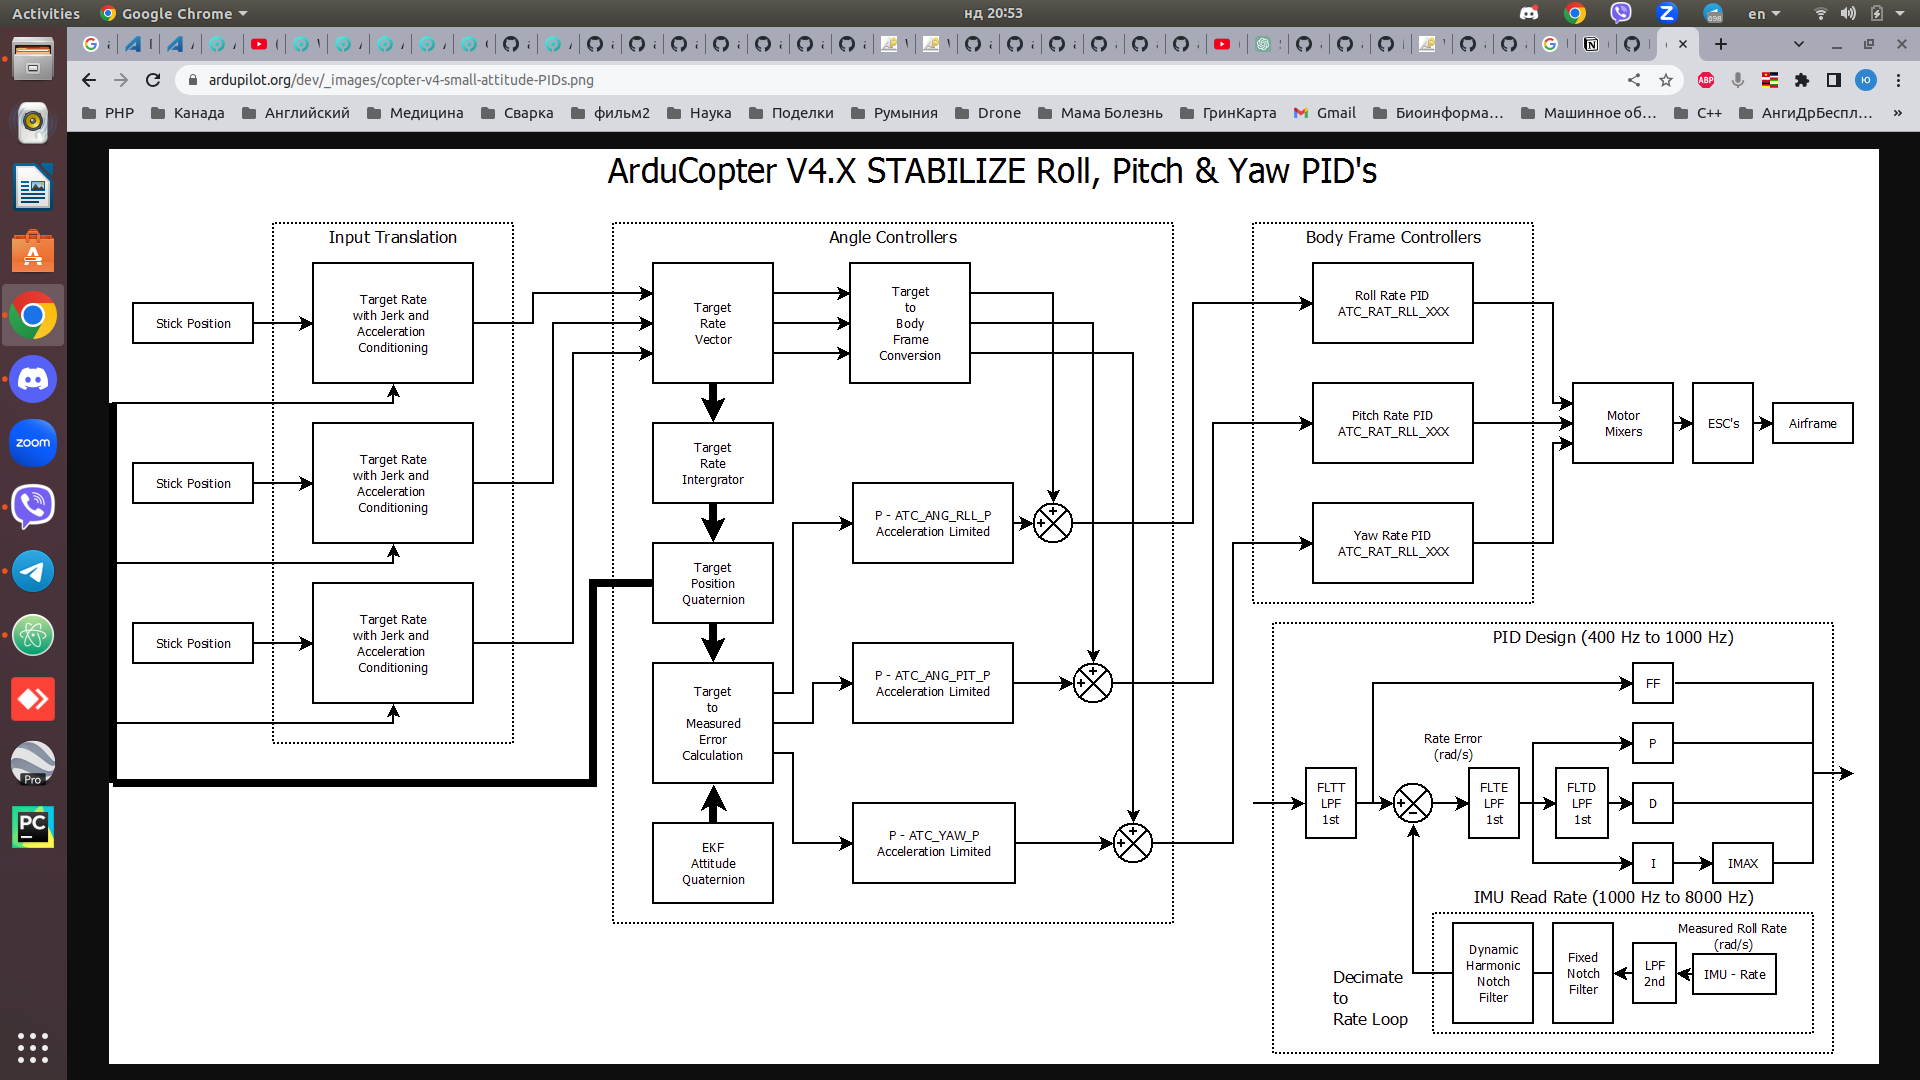 Activities
Google Chrome
нд 20:53
698
en
ardupilot.org/dev/_images/copter-v4-small-attitude-PIDs.png
ABP
Ю
PHP
Канада
Английский
Медицина
Сварка
фильм2
Наука
Поделки
Румыния
Drone
Мама Болезнь
ГринКарта
Gmail
Биоинформа...
Машинное об...
C++
АнгиДрБеспл...
»
zoom
Pro
PC
ArduCopter V4.X STABILIZE Roll, Pitch & Yaw PID's
Input Translation
Stick Position
Target Rate
with Jerk and
Acceleration
Conditioning
Stick Position
Target Rate
with Jerk and
Acceleration
Conditioning
Stick Position
Target Rate
with Jerk and
Acceleration
Conditioning
Angle Controllers
Target
Rate
Vector
Target
to
Body
Frame
Conversion
Target
Rate
Intergrator
Target
Position
Quaternion
Target
to
Measured
Error
Calculation
EKF
Attitude
Quaternion
P - ATC_ANG_RLL_P
Acceleration Limited
P - ATC_ANG_PIT_P
Acceleration Limited
P - ATC_YAW_P
Acceleration Limited
Body Frame Controllers
Roll Rate PID
ATC_RAT_RLL_XXX
Pitch Rate PID
ATC_RAT_RLL_XXX
Yaw Rate PID
ATC_RAT_RLL_XXX
Motor
Mixers
ESC's
Airframe
PID Design (400 Hz to 1000 Hz)
FLTT
LPF
1st
Rate Error
(rad/s)
FLTE
LPF
1st
FLTD
LPF
1st
FF
P
D
I
IMAX
IMU Read Rate (1000 Hz to 8000 Hz)
Measured Roll Rate
(rad/s)
Dynamic
Harmonic
Notch
Filter
Fixed
Notch
Filter
LPF
2nd
IMU - Rate
Decimate
to
Rate Loop